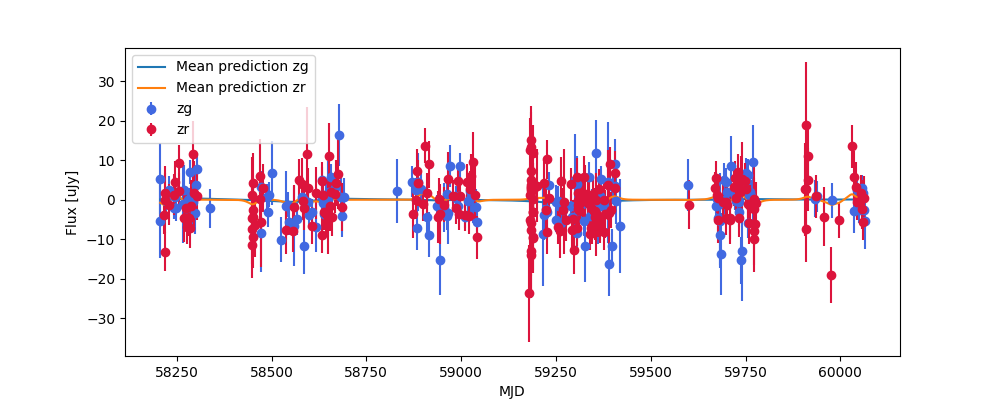 Mean prediction zg
Mean prediction zr
zg
zr
Flux [uJy]
30
20
10
0
−10
−20
−30
58250
58500
58750
59000
59250
59500
59750
60000
MJD